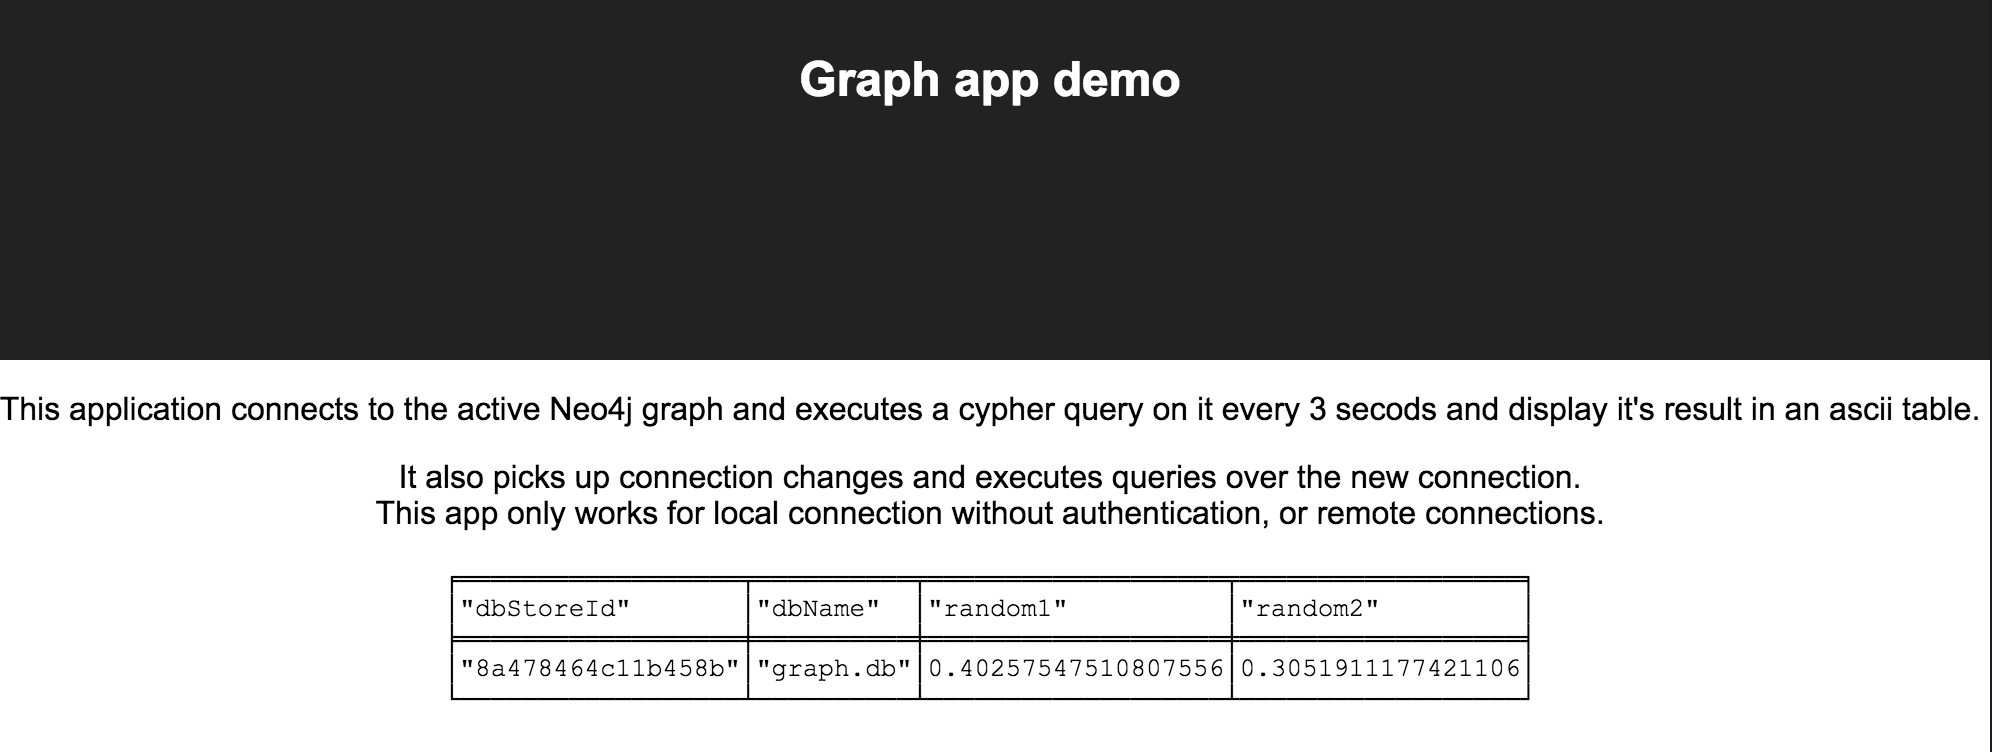 Graph app demo
This application connects to the active Neo4j graph and executes a cypher query on it every 3 secods and display it's result in an ascii table.
It also picks up connection changes and executes queries over the new connection.
This app only works for local connection without authentication, or remote connections.
"dbStoreId" "dbName" "random1" "random2"
"8a478464c11b458b" "graph.db" 0.40257547510807556 0.3051911177421106